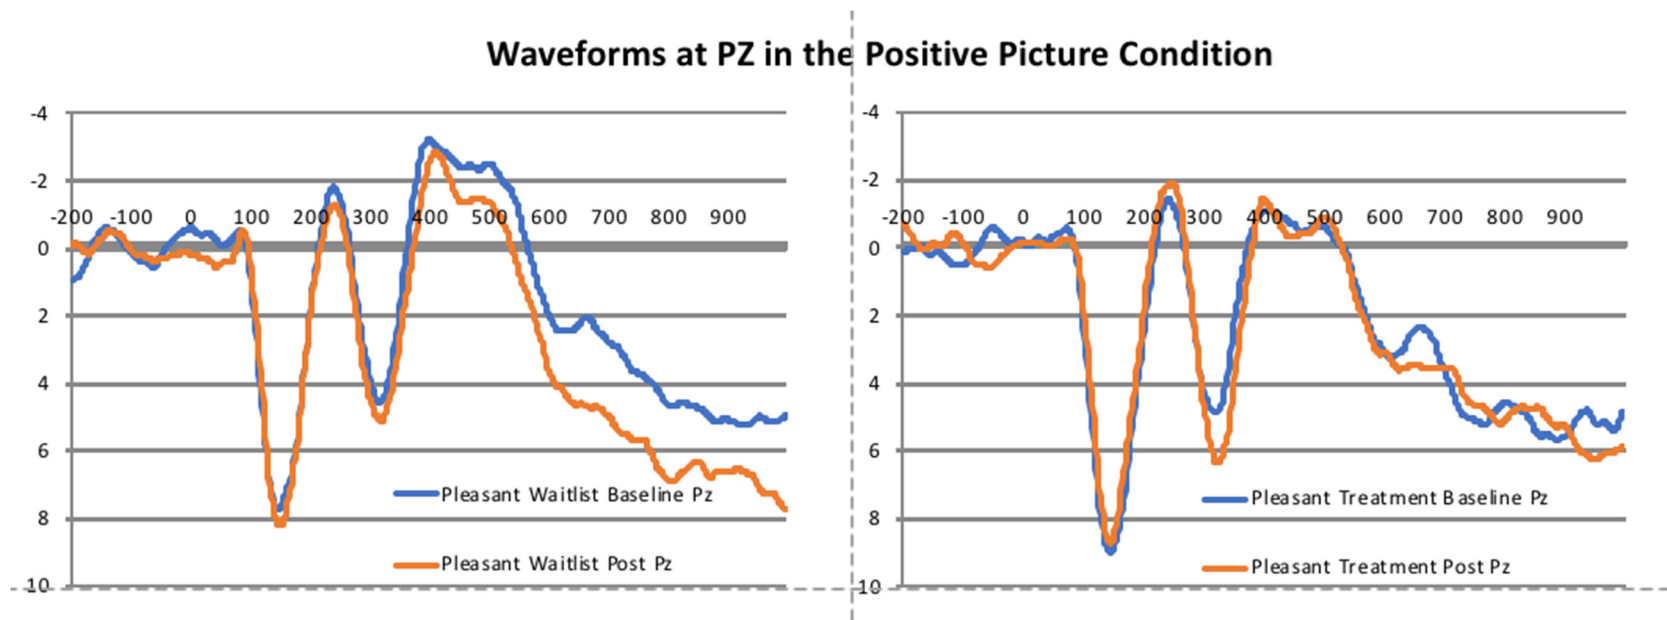 Waveforms at PZ in the Positive Picture Condition
-4
-2
-200 -100 0 100 200 300 400 500 600 700 800 900
0
2
4
6
8
10
Pleasant Waitlist Baseline Pz
Pleasant Waitlist Post Pz
-4
-2
-200 -100 0 100 200 300 400 500 600 700 800 900
0
2
4
6
8
10
Pleasant Treatment Baseline Pz
Pleasant Treatment Post Pz